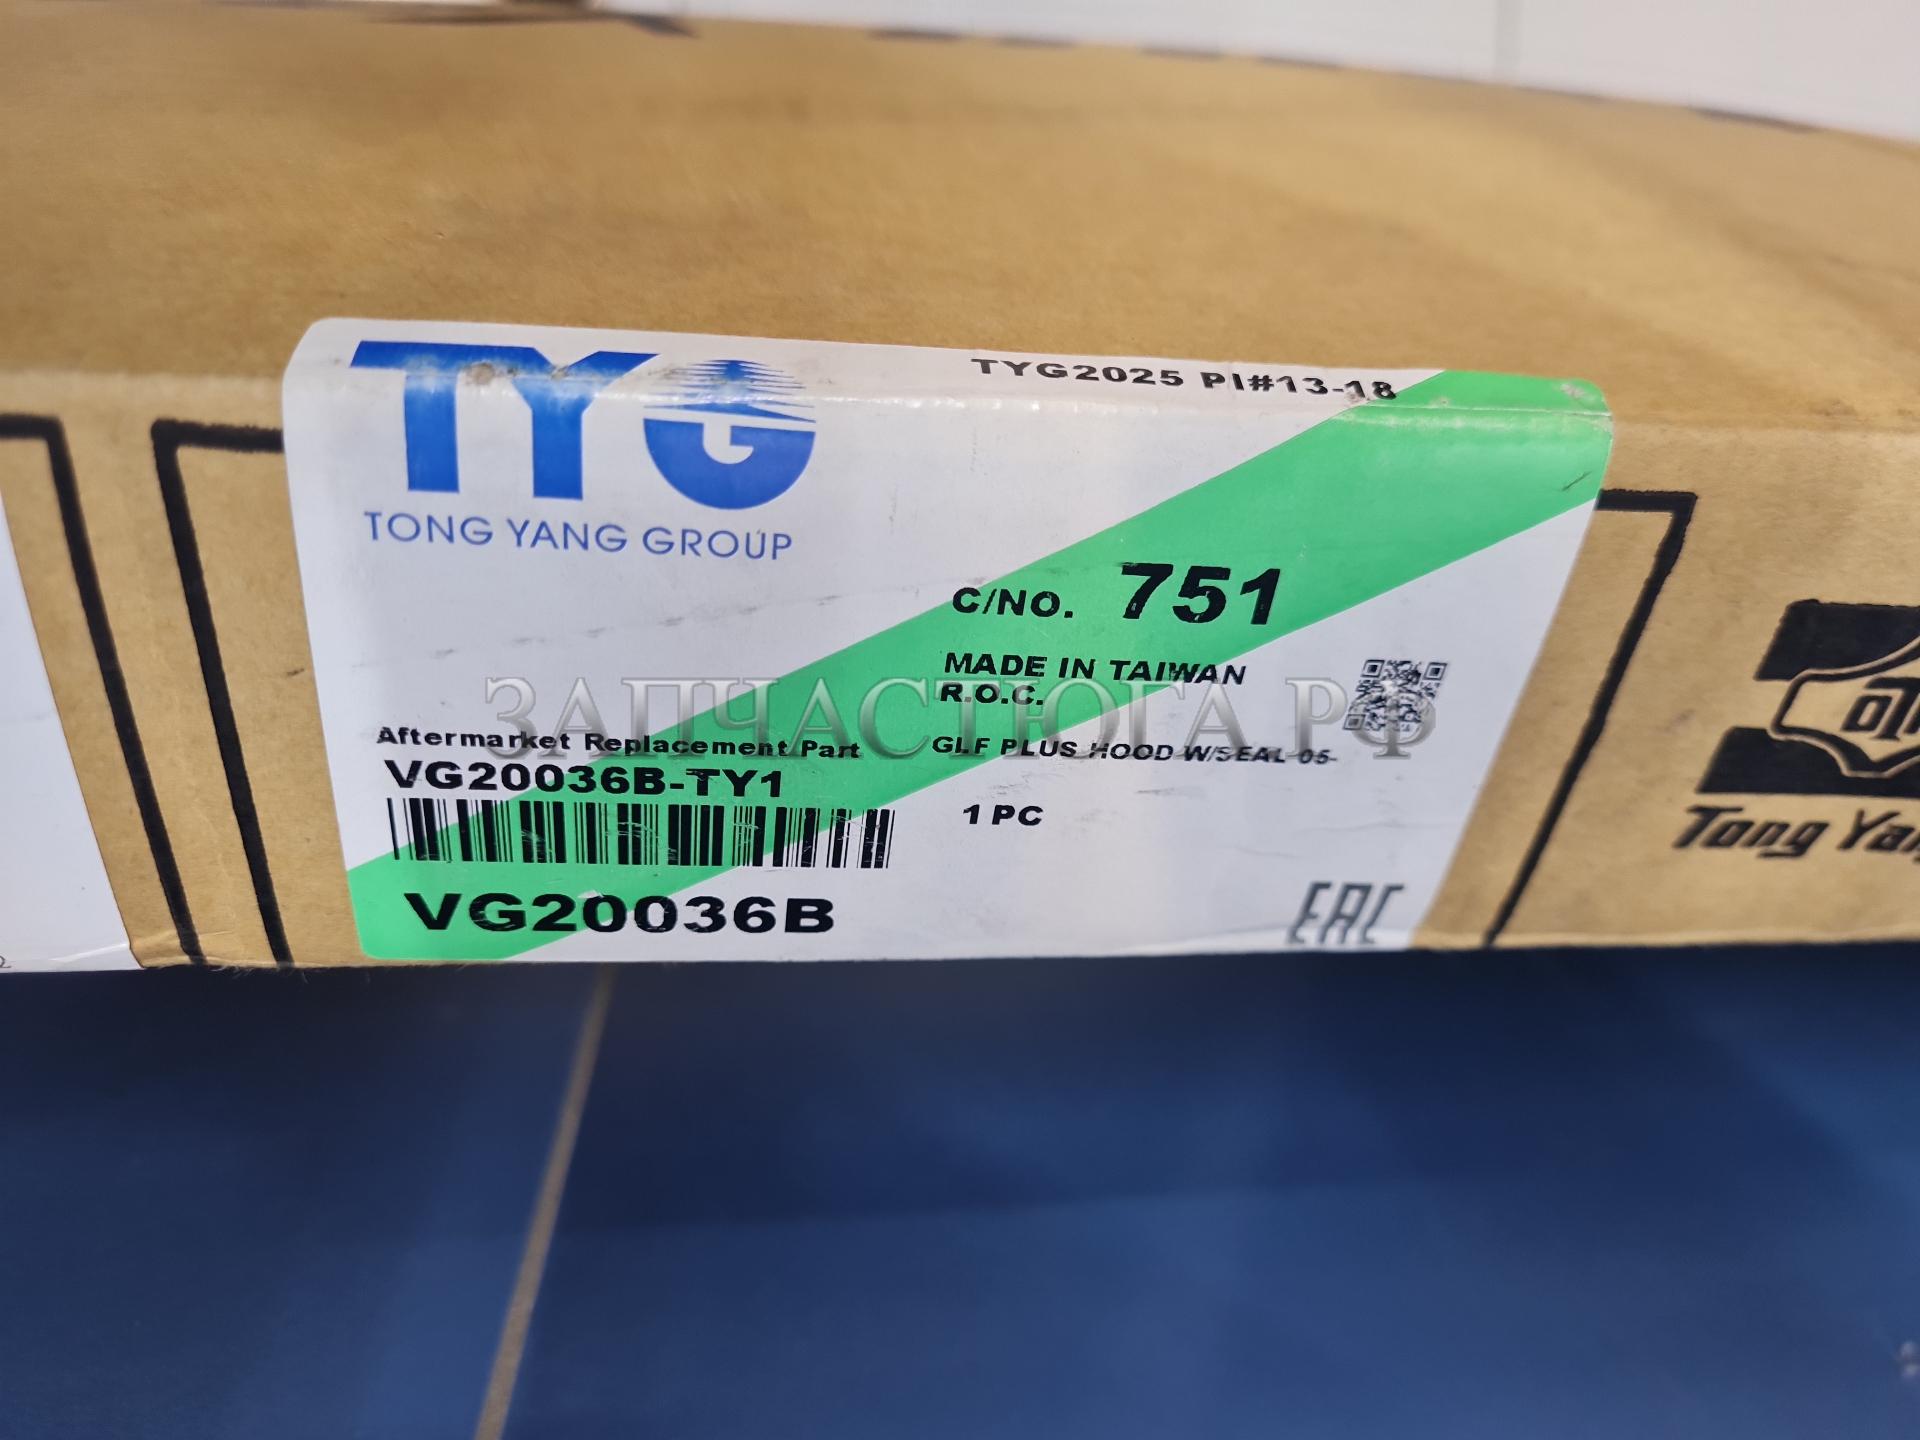 TYG
TONG YANG GROUP
TYG2025 PI#13-18
C/NO. 751
MADE IN TAIWAN
R.O.C.
ЗАПЧАСТЮГА.РФ
Aftermarket Replacement Part
GLF PLUS HOOD W/SEAL 05-
VG20036B-TY1
1 PC
VG20036B
EAC
Tong